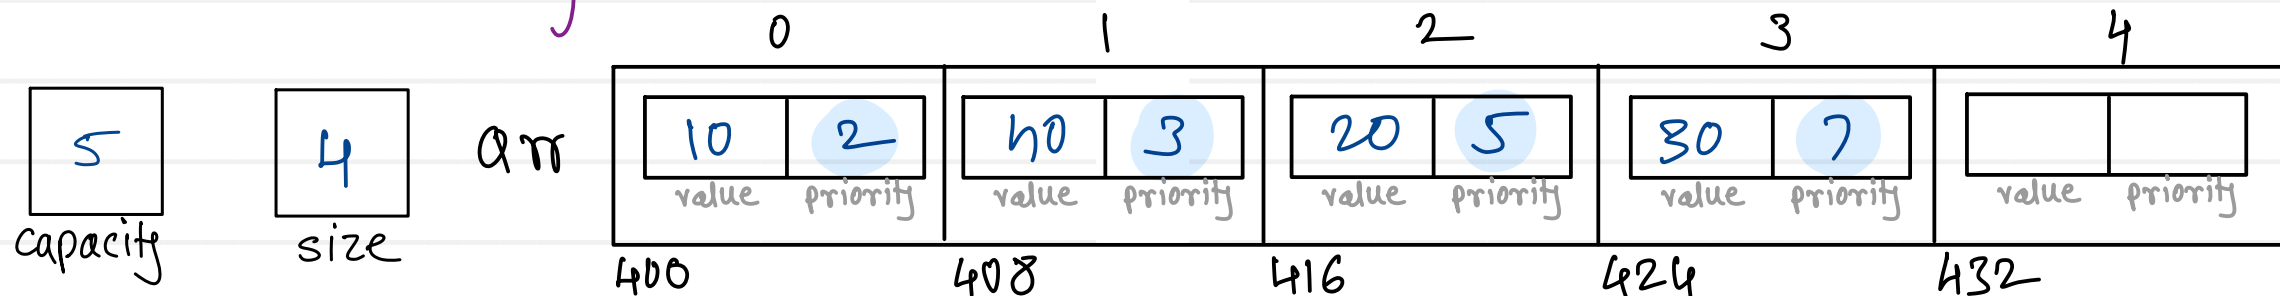 0 1 2 3 4
5 4 arr 10 2 40 3 20 5 30 7
value priority value priority value priority value priority value priority
capacity size
400 408 416 424 432